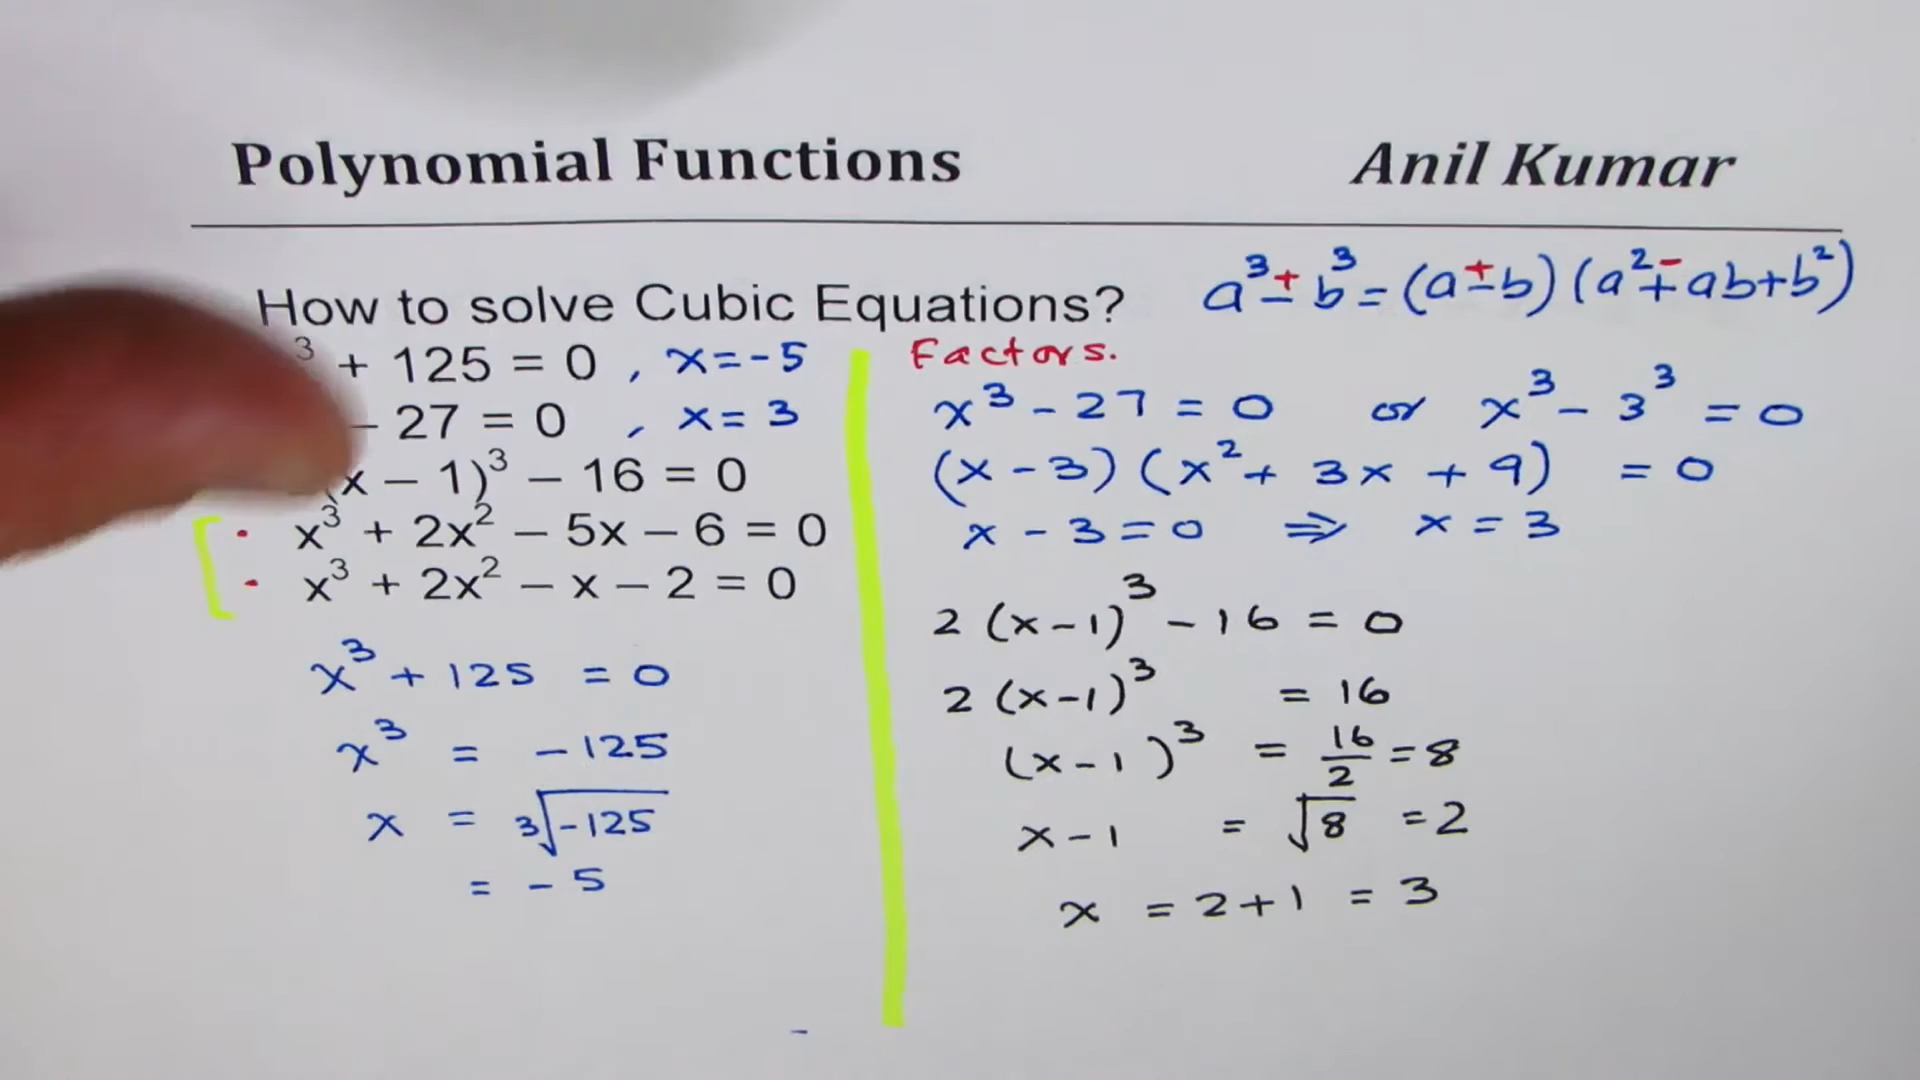 Polynomial Functions
Anil Kumar
How to solve Cubic Equations?
a³ ± b³ = (a ± b) (a² ∓ ab + b²)
³ + 125 = 0 , x = -5
– 27 = 0 , x = 3
(x – 1)³ – 16 = 0
• x³ + 2x² – 5x – 6 = 0
• x³ + 2x² – x – 2 = 0
x³ + 125 = 0
x³ = -125
x = ³√-125
= -5
Factors.
x³ - 27 = 0 or x³ - 3³ = 0
(x - 3) (x² + 3x + 9) = 0
x - 3 = 0 ⇒ x = 3
2 (x-1)³ - 16 = 0
2 (x-1)³ = 16
(x-1)³ = 16/2 = 8
x-1 = √8 = 2
x = 2+1 = 3